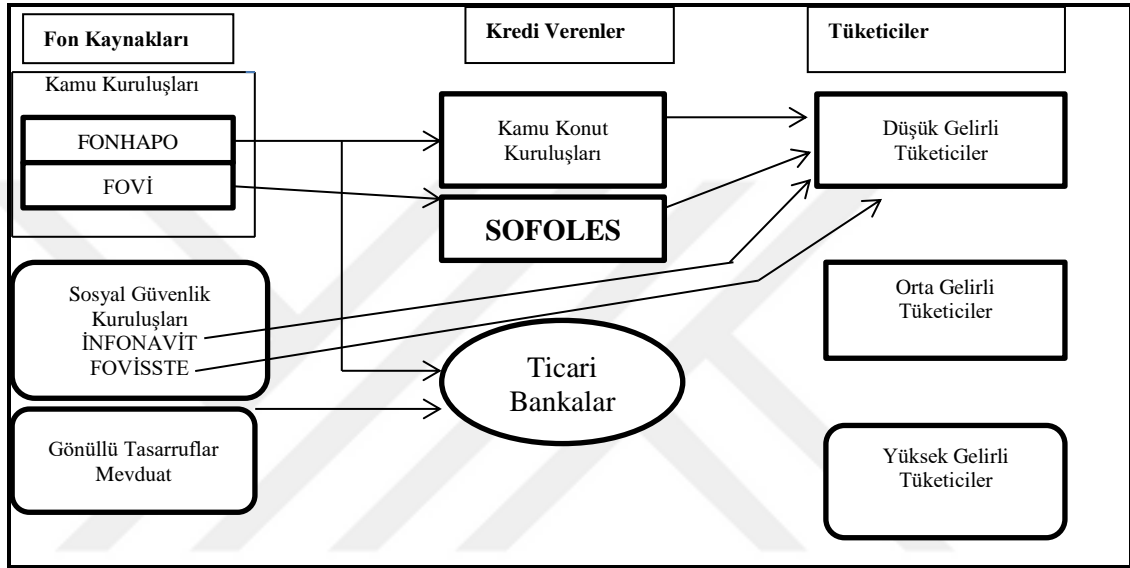 Fon Kaynakları
Kredi Verenler
Tüketiciler
Kamu Kuruluşları
FONHAPO
FOVİ
Kamu Konut
Kuruluşları
SOFOLES
Düşük Gelirli
Tüketiciler
Sosyal Güvenlik
Kuruluşları
İNFONAVİT
FOVİSSTE
Orta Gelirli
Tüketiciler
Ticari
Bankalar
Gönüllü Tasarruflar
Mevduat
Yüksek Gelirli
Tüketiciler